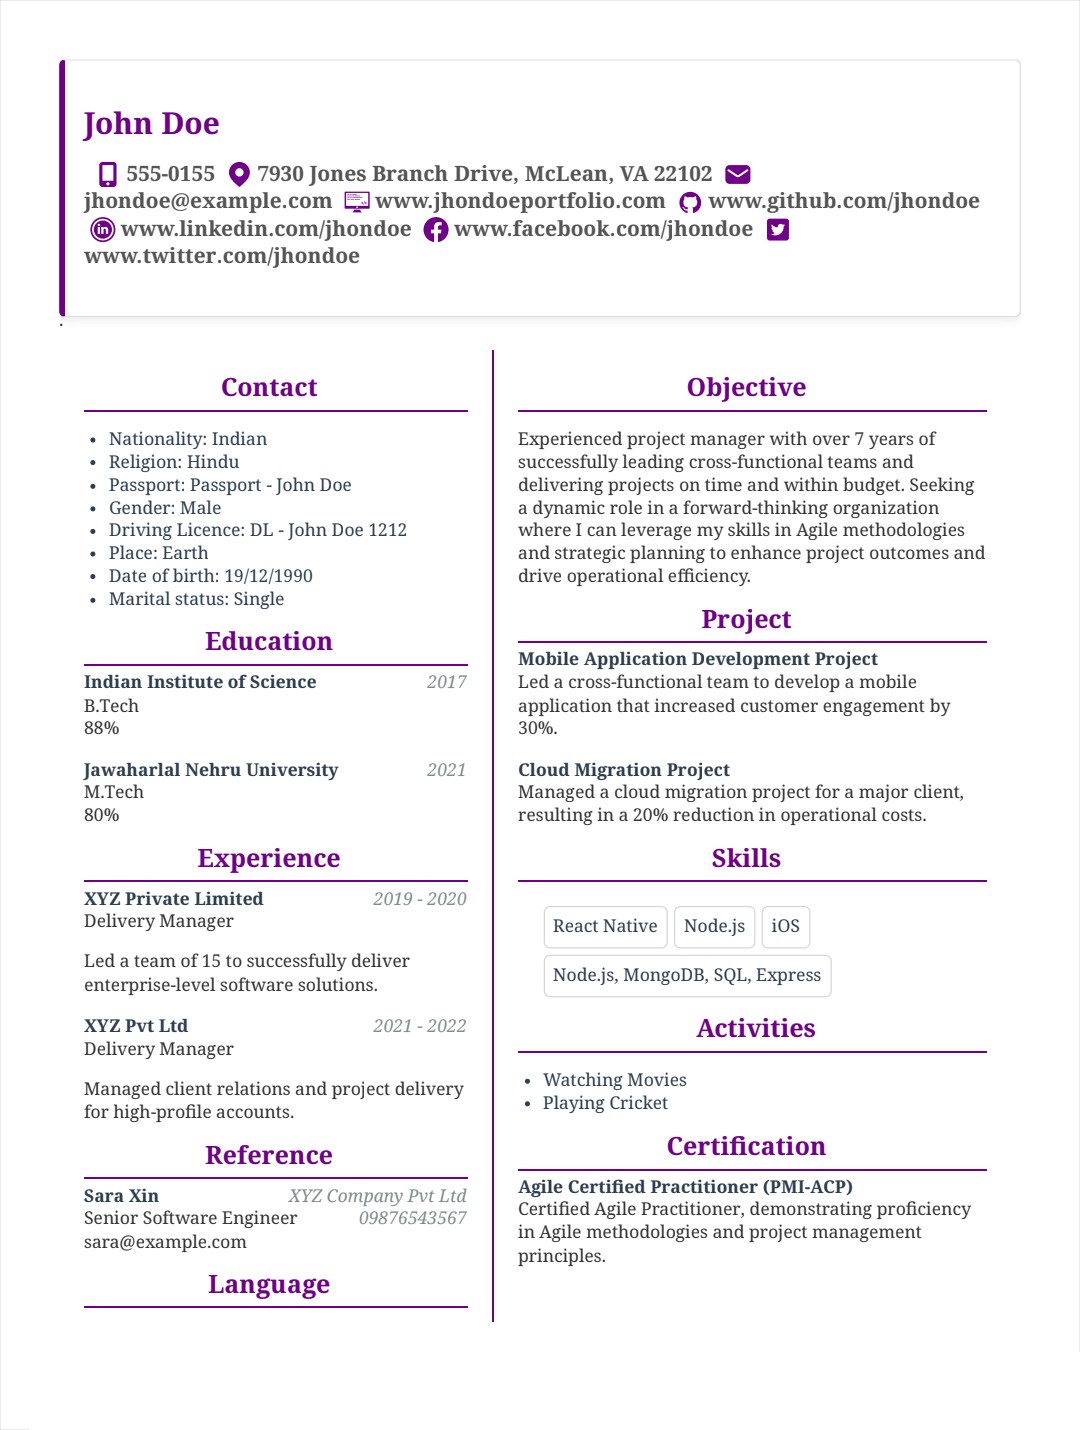 John Doe
555-0155 7930 Jones Branch Drive, McLean, VA 22102
jhondoe@example.com www.jhondoeportfolio.com www.github.com/jhondoe
www.linkedin.com/jhondoe www.facebook.com/jhondoe
www.twitter.com/jhondoe
.
Contact
• Nationality: Indian
• Religion: Hindu
• Passport: Passport - John Doe
• Gender: Male
• Driving Licence: DL - John Doe 1212
• Place: Earth
• Date of birth: 19/12/1990
• Marital status: Single
Education
Indian Institute of Science 2017
B.Tech
88%
Jawaharlal Nehru University 2021
M.Tech
80%
Experience
XYZ Private Limited 2019 - 2020
Delivery Manager
Led a team of 15 to successfully deliver
enterprise-level software solutions.
XYZ Pvt Ltd 2021 - 2022
Delivery Manager
Managed client relations and project delivery
for high-profile accounts.
Reference
Sara Xin XYZ Company Pvt Ltd
Senior Software Engineer 09876543567
sara@example.com
Language
Objective
Experienced project manager with over 7 years of
successfully leading cross-functional teams and
delivering projects on time and within budget. Seeking
a dynamic role in a forward-thinking organization
where I can leverage my skills in Agile methodologies
and strategic planning to enhance project outcomes and
drive operational efficiency.
Project
Mobile Application Development Project
Led a cross-functional team to develop a mobile
application that increased customer engagement by
30%.
Cloud Migration Project
Managed a cloud migration project for a major client,
resulting in a 20% reduction in operational costs.
Skills
React Native Node.js iOS
Node.js, MongoDB, SQL, Express
Activities
• Watching Movies
• Playing Cricket
Certification
Agile Certified Practitioner (PMI-ACP)
Certified Agile Practitioner, demonstrating proficiency
in Agile methodologies and project management
principles.